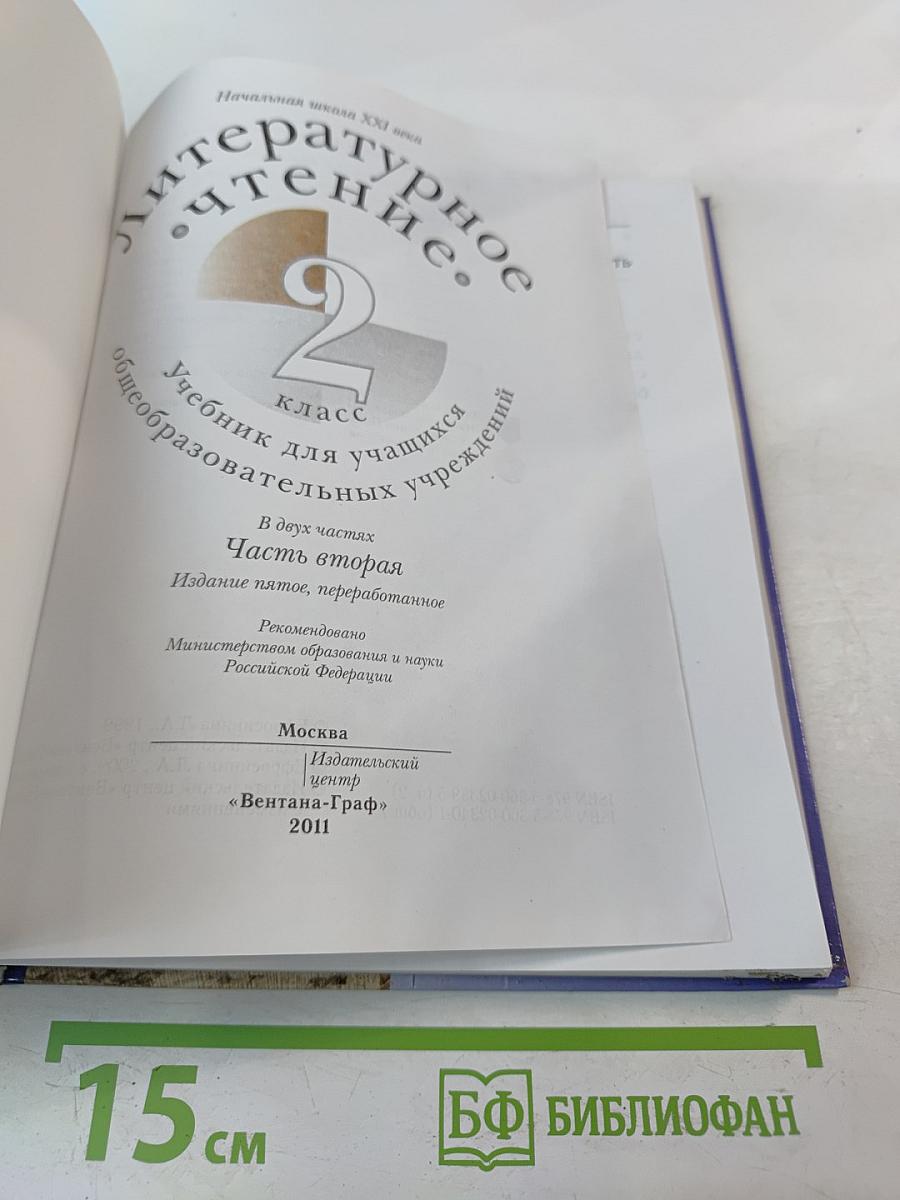 Начальная школа XXI века
Литературное
•чтение•
2
класс
Учебник для учащихся
общеобразовательных учреждений
В двух частях
Часть вторая
Издание пятое, переработанное
Рекомендовано
Министерством образования и науки
Российской Федерации
Москва
Издательский
центр
«Вентана-Граф»
2011
ть
15 см
БФ БИБЛИОФАН